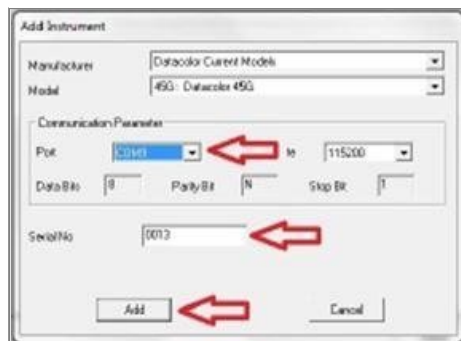 Add Instrument
Manufacturer Datacolor Current Models
Model 45G : Datacolor 45G
Communication Parameter
Port 115200
Data Bits 8 Parity Bit N Stop Bit 1
Serial No 0013
Add Cancel